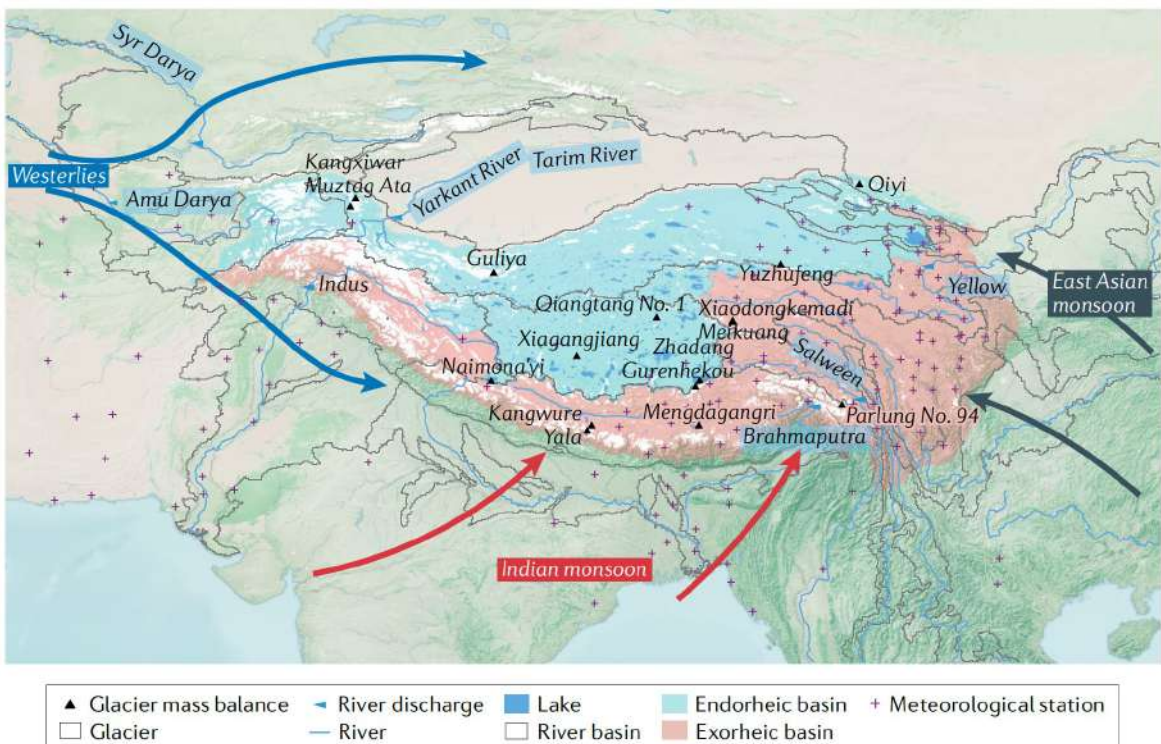 Syr Darya
Westerlies
Kangxiwar
Muztag Ata
Yarkant River
Tarim River
Qiyi
Amu Darya
Guliya
Yuzhufeng
Yellow
East Asian
monsoon
Indus
Qiangtang No. 1
Xiaodongkemadi
Meikuang
Xiagangjiang
Zhadang
Gurenhekou
Salween
Naimona'yi
Kangwure
Yala
Mengdagangri
Parlung No. 94
Brahmaputra
Indian monsoon
Glacier mass balance
River discharge
Lake
Endorheic basin
Meteorological station
Glacier
River
River basin
Exorheic basin